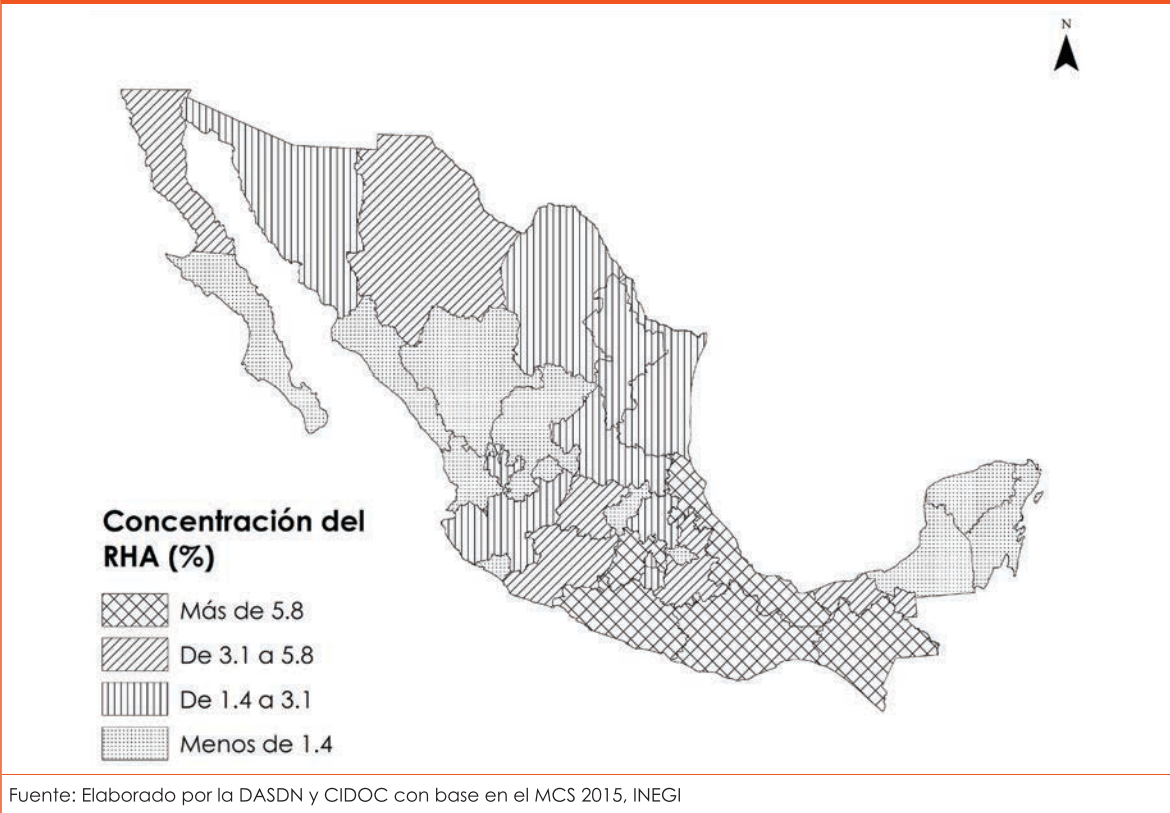 N
Concentración del
RHA (%)
Más de 5.8
De 3.1 a 5.8
De 1.4 a 3.1
Menos de 1.4
Fuente: Elaborado por la DASDN y CIDOC con base en el MCS 2015, INEGI